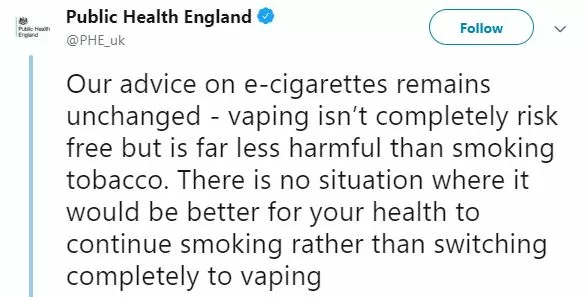 Public Health England
Public Health
England
@PHE_uk
Follow
Our advice on e-cigarettes remains
unchanged - vaping isn’t completely risk
free but is far less harmful than smoking
tobacco. There is no situation where it
would be better for your health to
continue smoking rather than switching
completely to vaping